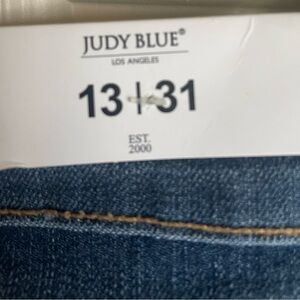 JUDY BLUE®
LOS ANGELES
13|31
EST.
2000